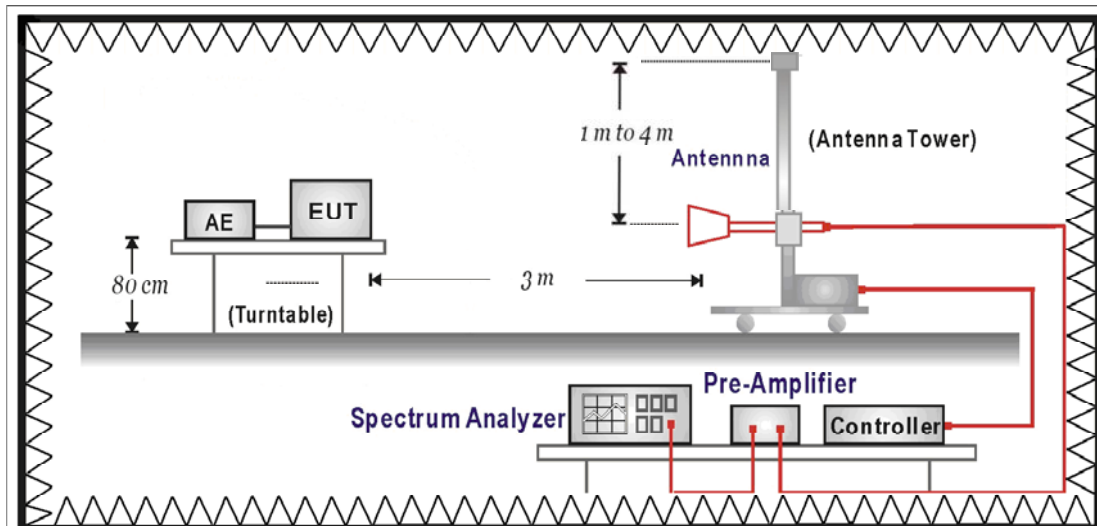 1 m to 4 m
(Antenna Tower)
Antennna
AE
EUT
80 cm
3 m
(Turntable)
Pre-Amplifier
Spectrum Analyzer
Controller